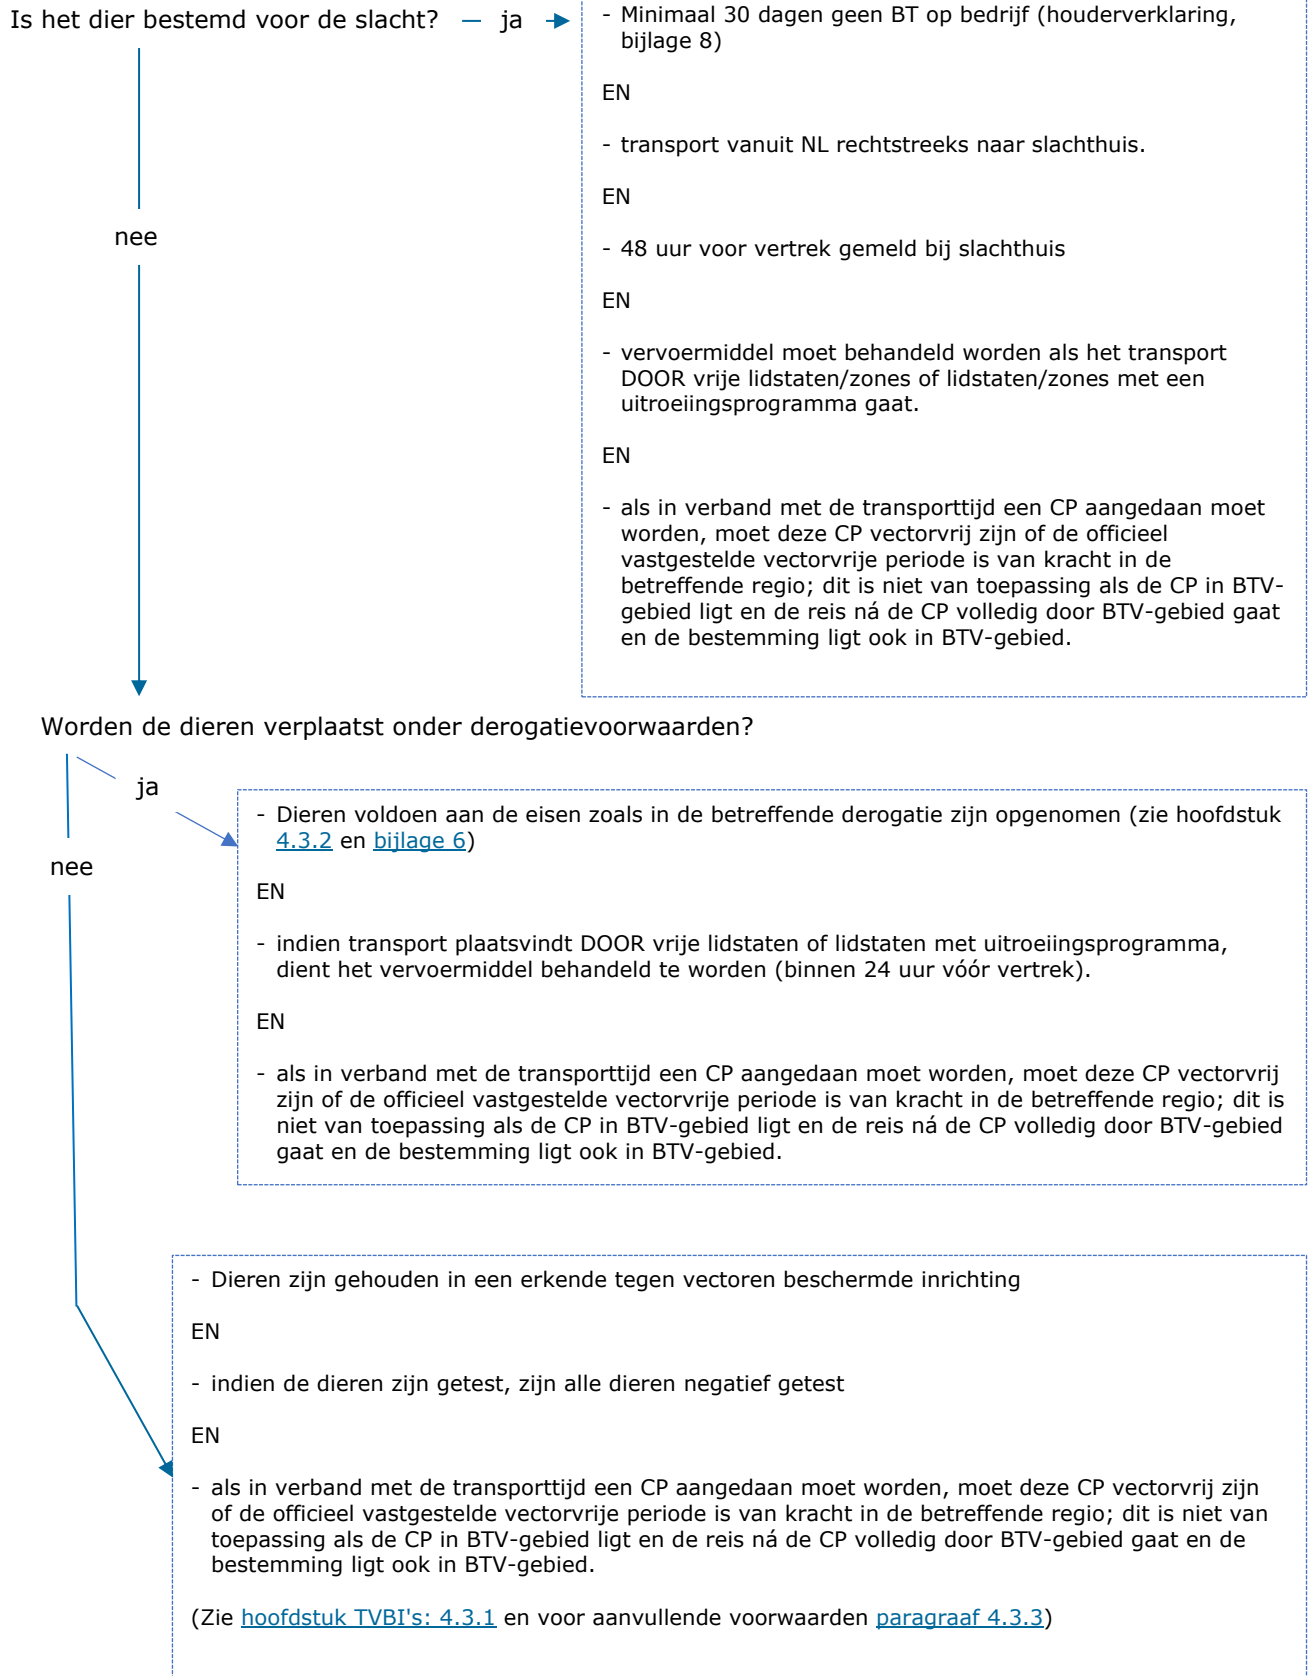 Is het dier bestemd voor de slacht? ja
- Minimaal 30 dagen geen BT op bedrijf (houderverklaring,
bijlage 8)
EN
- transport vanuit NL rechtstreeks naar slachthuis.
EN
- 48 uur voor vertrek gemeld bij slachthuis
EN
- vervoermiddel moet behandeld worden als het transport
DOOR vrije lidstaten/zones of lidstaten/zones met een
uitroeiingsprogramma gaat.
EN
- als in verband met de transporttijd een CP aangedaan moet
worden, moet deze CP vectorvrij zijn of de officieel
vastgestelde vectorvrije periode is van kracht in de
betreffende regio; dit is niet van toepassing als de CP in BTV-
gebied ligt en de reis ná de CP volledig door BTV-gebied gaat
en de bestemming ligt ook in BTV-gebied.
nee
Worden de dieren verplaatst onder derogatievoorwaarden?
ja
- Dieren voldoen aan de eisen zoals in de betreffende derogatie zijn opgenomen (zie hoofdstuk
4.3.2 en bijlage 6)
EN
- indien transport plaatsvindt DOOR vrije lidstaten of lidstaten met uitroeiingsprogramma,
dient het vervoermiddel behandeld te worden (binnen 24 uur vóór vertrek).
EN
- als in verband met de transporttijd een CP aangedaan moet worden, moet deze CP vectorvrij
zijn of de officieel vastgestelde vectorvrije periode is van kracht in de betreffende regio; dit is
niet van toepassing als de CP in BTV-gebied ligt en de reis ná de CP volledig door BTV-gebied
gaat en de bestemming ligt ook in BTV-gebied.
nee
- Dieren zijn gehouden in een erkende tegen vectoren beschermde inrichting
EN
- indien de dieren zijn getest, zijn alle dieren negatief getest
EN
- als in verband met de transporttijd een CP aangedaan moet worden, moet deze CP vectorvrij zijn
of de officieel vastgestelde vectorvrije periode is van kracht in de betreffende regio; dit is niet van
toepassing als de CP in BTV-gebied ligt en de reis ná de CP volledig door BTV-gebied gaat en de
bestemming ligt ook in BTV-gebied.
(Zie hoofdstuk TVBI's: 4.3.1 en voor aanvullende voorwaarden paragraaf 4.3.3)